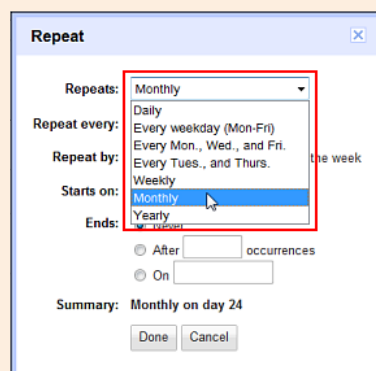 Repeat
Repeats: Monthly
Daily
Repeat every: Every weekday (Mon-Fri)
Every Mon., Wed., and Fri.
Repeat by: Every Tues., and Thurs. the week
Weekly
Starts on: Monthly
Yearly
Ends: Never
After occurrences
On
Summary: Monthly on day 24
Done Cancel